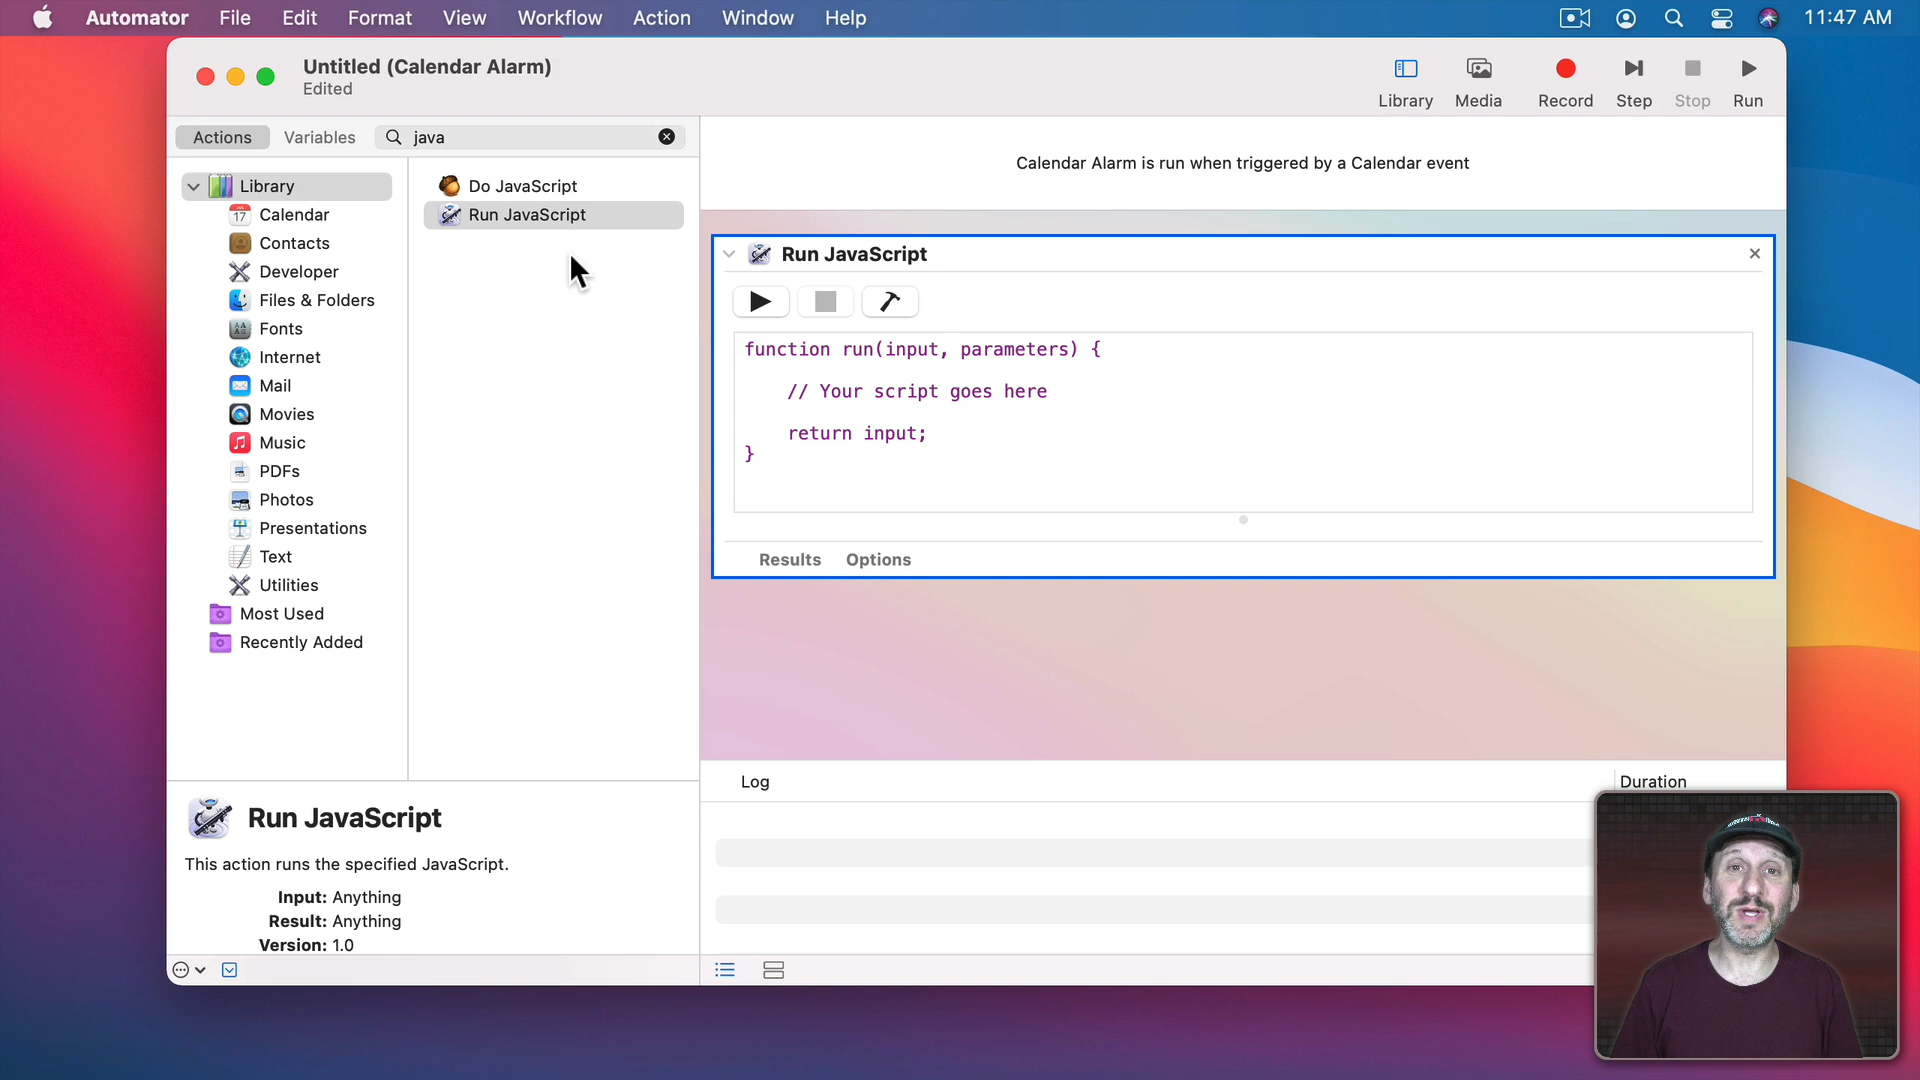 Automator File Edit Format View Workflow Action Window Help 11:47 AM
Untitled (Calendar Alarm)
Edited
Library Media Record Step Stop Run
Actions Variables java
Calendar Alarm is run when triggered by a Calendar event
Library
17 Calendar
Contacts
Developer
Files & Folders
Fonts
Internet
Mail
Movies
Music
PDFs
Photos
Presentations
Text
Utilities
Most Used
Recently Added
Do JavaScript
Run JavaScript
Run JavaScript
function run(input, parameters) {
// Your script goes here
return input;
}
Results Options
Log Duration
Run JavaScript
This action runs the specified JavaScript.
Input: Anything
Result: Anything
Version: 1.0